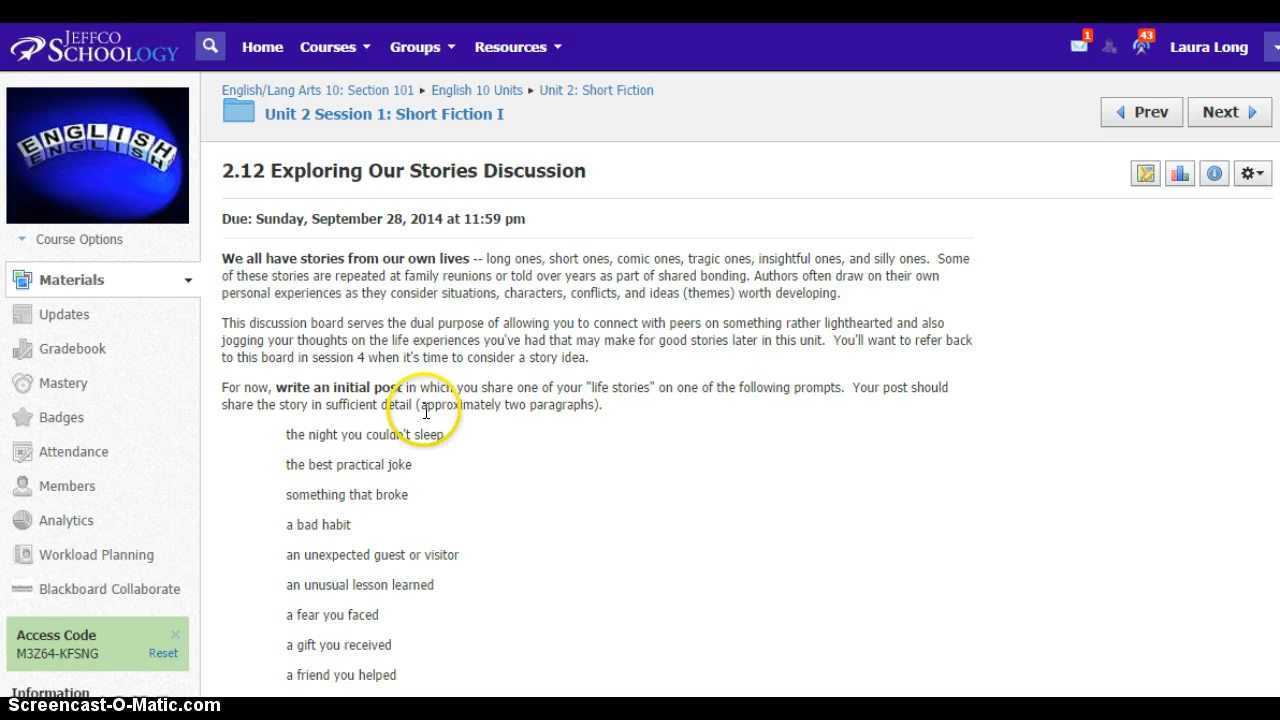 JEFFCO
SCHOOLOGY
Home
Courses
Groups
Resources
1
43
Laura Long
ENGLISH
English/Lang Arts 10: Section 101 ▸ English 10 Units ▸ Unit 2: Short Fiction
Unit 2 Session 1: Short Fiction I
Prev
Next
2.12 Exploring Our Stories Discussion
Due: Sunday, September 28, 2014 at 11:59 pm
We all have stories from our own lives -- long ones, short ones, comic ones, tragic ones, insightful ones, and silly ones.  Some
of these stories are repeated at family reunions or told over years as part of shared bonding. Authors often draw on their own
personal experiences as they consider situations, characters, conflicts, and ideas (themes) worth developing.
This discussion board serves the dual purpose of allowing you to connect with peers on something rather lighthearted and also
jogging your thoughts on the life experiences you've had that may make for good stories later in this unit.  You'll want to refer back
to this board in session 4 when it's time to consider a story idea.
For now, write an initial post in which you share one of your "life stories" on one of the following prompts.  Your post should
share the story in sufficient detail (approximately two paragraphs).
the night you couldn't sleep
the best practical joke
something that broke
a bad habit
an unexpected guest or visitor
an unusual lesson learned
a fear you faced
a gift you received
a friend you helped
Course Options
Materials
Updates
Gradebook
Mastery
Badges
Attendance
Members
Analytics
Workload Planning
Blackboard Collaborate
Access Code
M3Z64-KFSNG
Reset
Information
Screencast-O-Matic.com